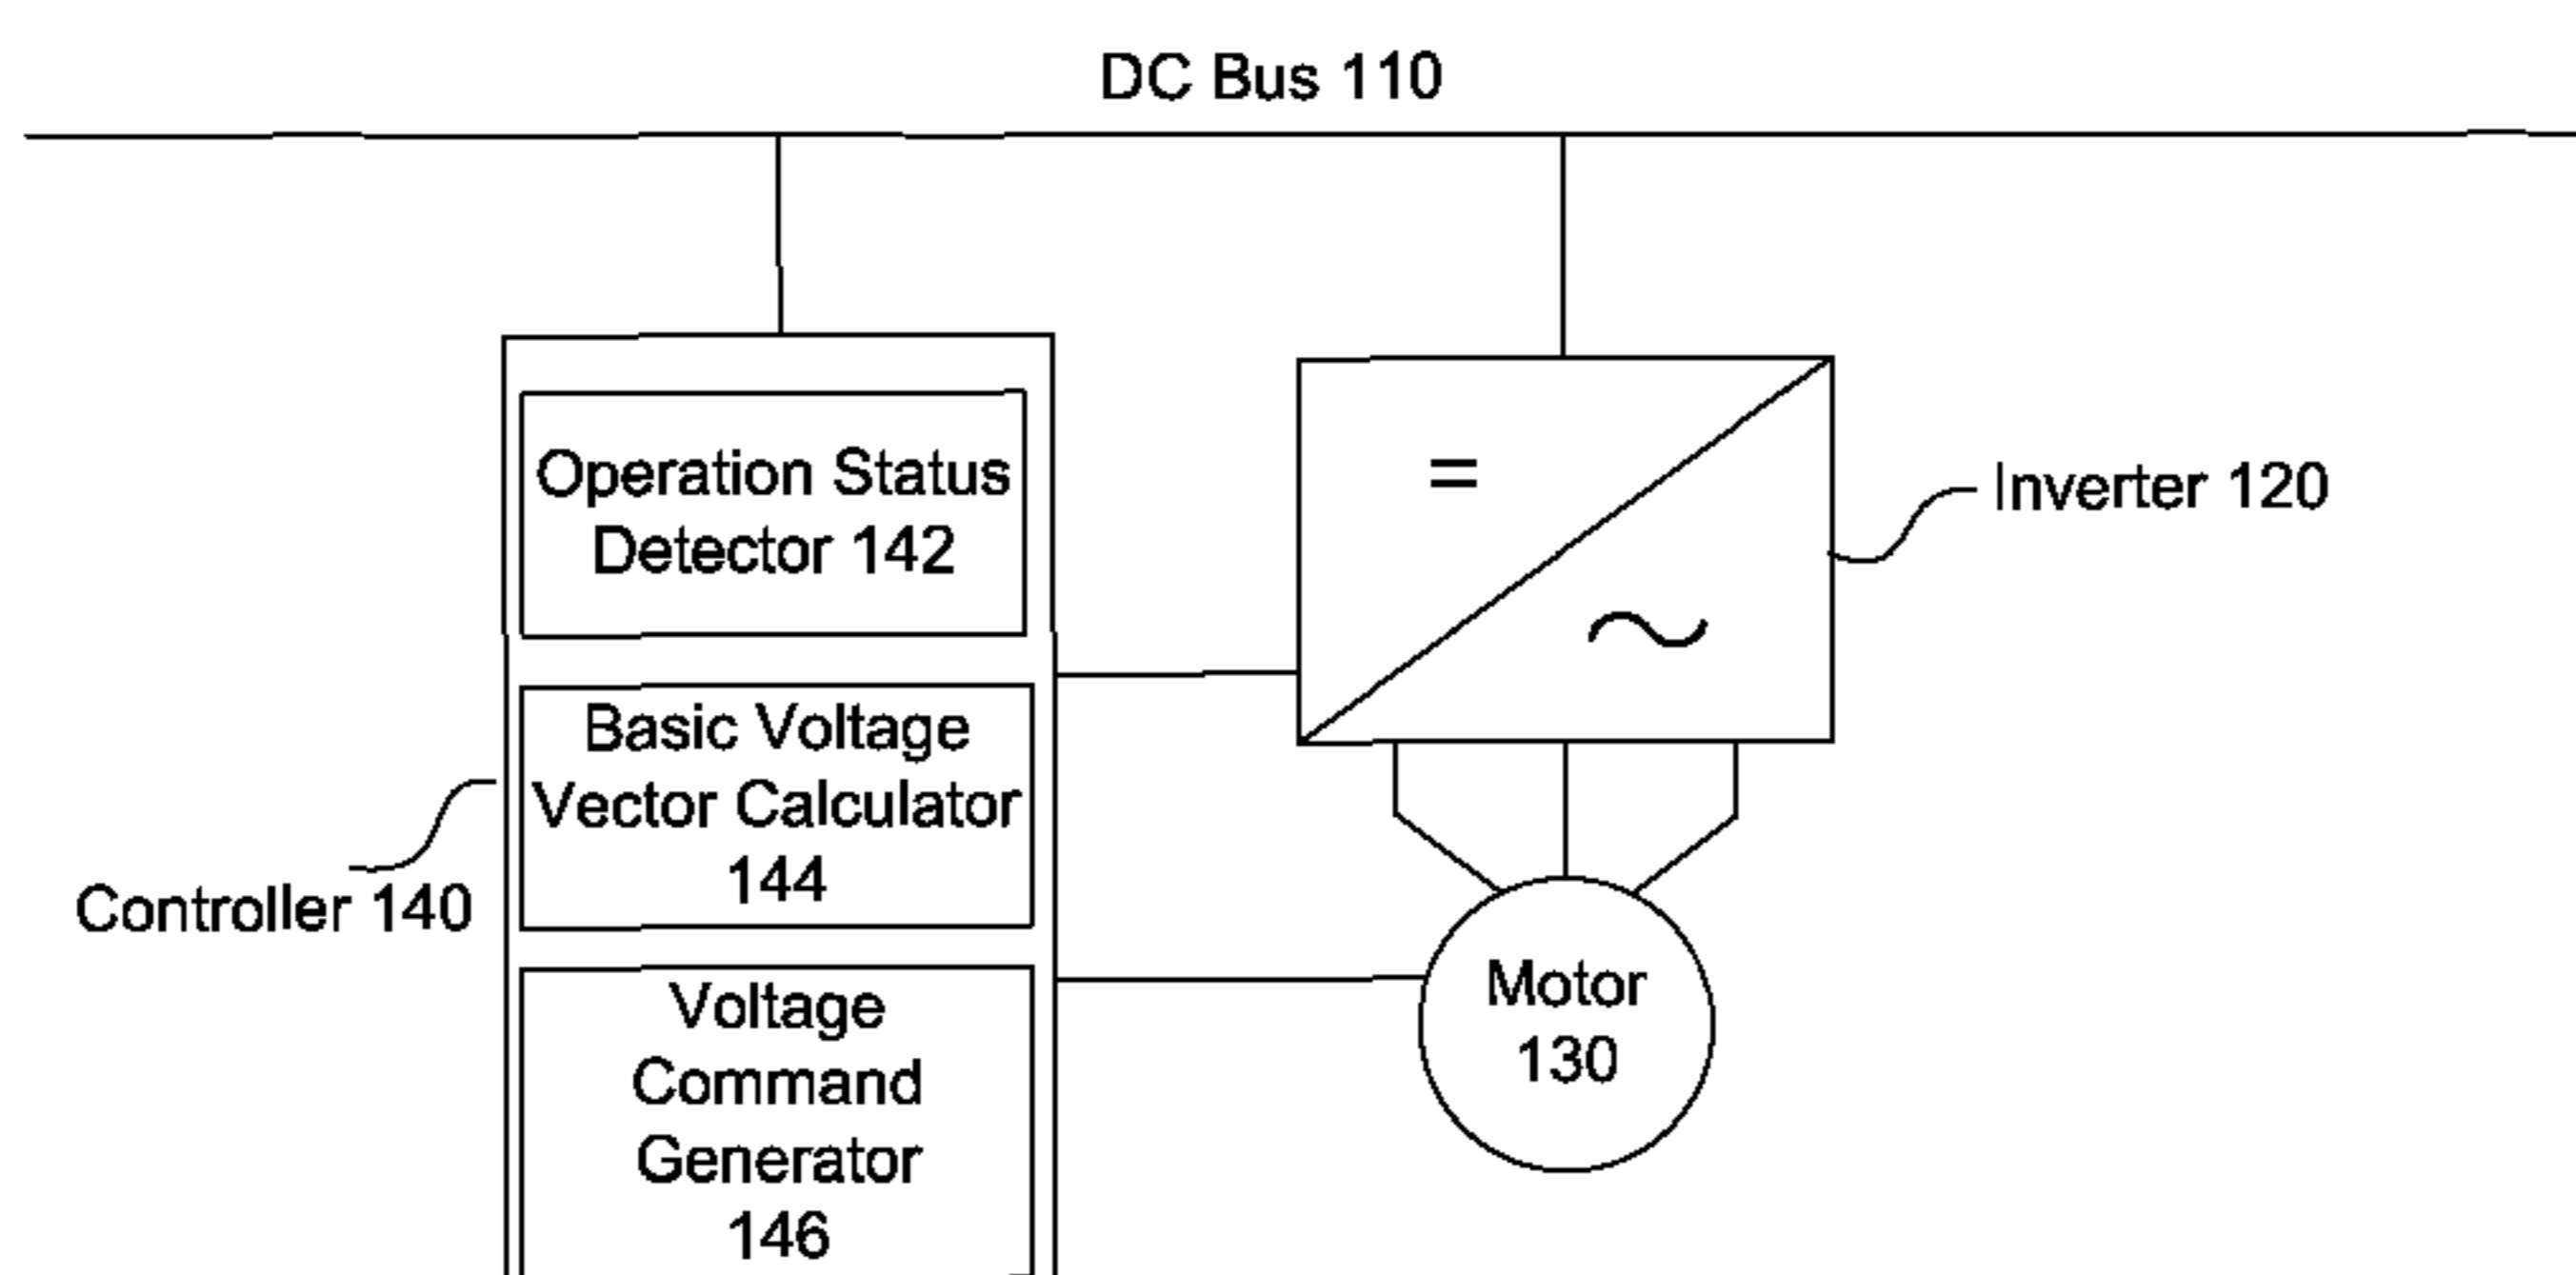 DC Bus 110
Operation Status
Detector 142
=
~
Inverter 120
Basic Voltage
Vector Calculator
144
Controller 140
Voltage
Command
Generator
146
Motor
130